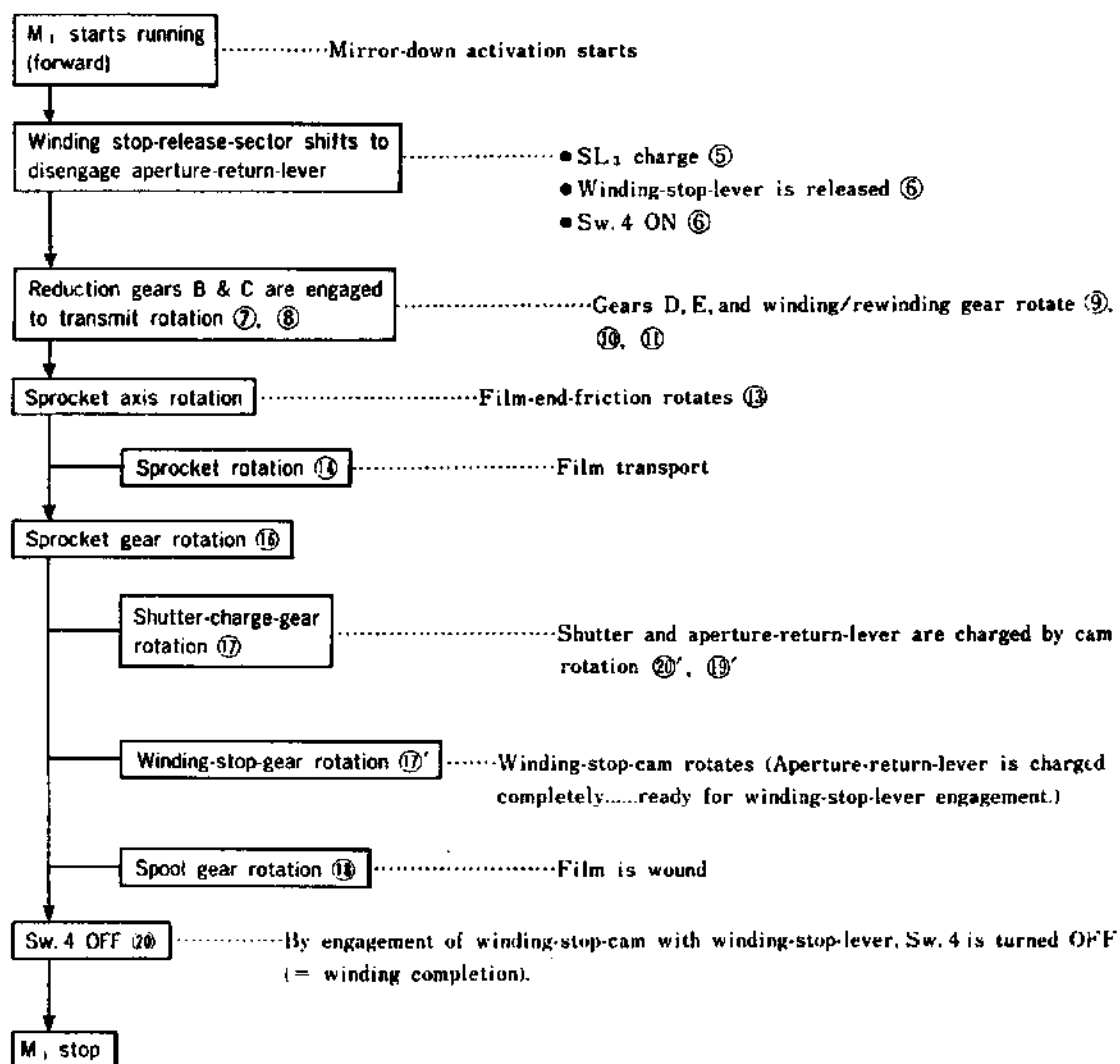 M₁ starts running
(forward)
Mirror-down activation starts
Winding stop-release-sector shifts to
disengage aperture-return-lever
● SL₃ charge ⑤
● Winding-stop-lever is released ⑥
● Sw. 4 ON ⑥
Reduction gears B & C are engaged
to transmit rotation ⑦, ⑧
Gears D, E, and winding/rewinding gear rotate ⑨,
⑩, ⑪
Sprocket axis rotation
Film-end-friction rotates ⑬
Sprocket rotation ⑭
Film transport
Sprocket gear rotation ⑯
Shutter-charge-gear
rotation ⑰
Shutter and aperture-return-lever are charged by cam
rotation ⑳′, ⑲′
Winding-stop-gear rotation ⑰′
Winding-stop-cam rotates (Aperture-return-lever is charged
completely......ready for winding-stop-lever engagement.)
Spool gear rotation ⑱
Film is wound
Sw. 4 OFF ⑳
By engagement of winding-stop-cam with winding-stop-lever, Sw. 4 is turned OFF
(= winding completion).
M₁ stop